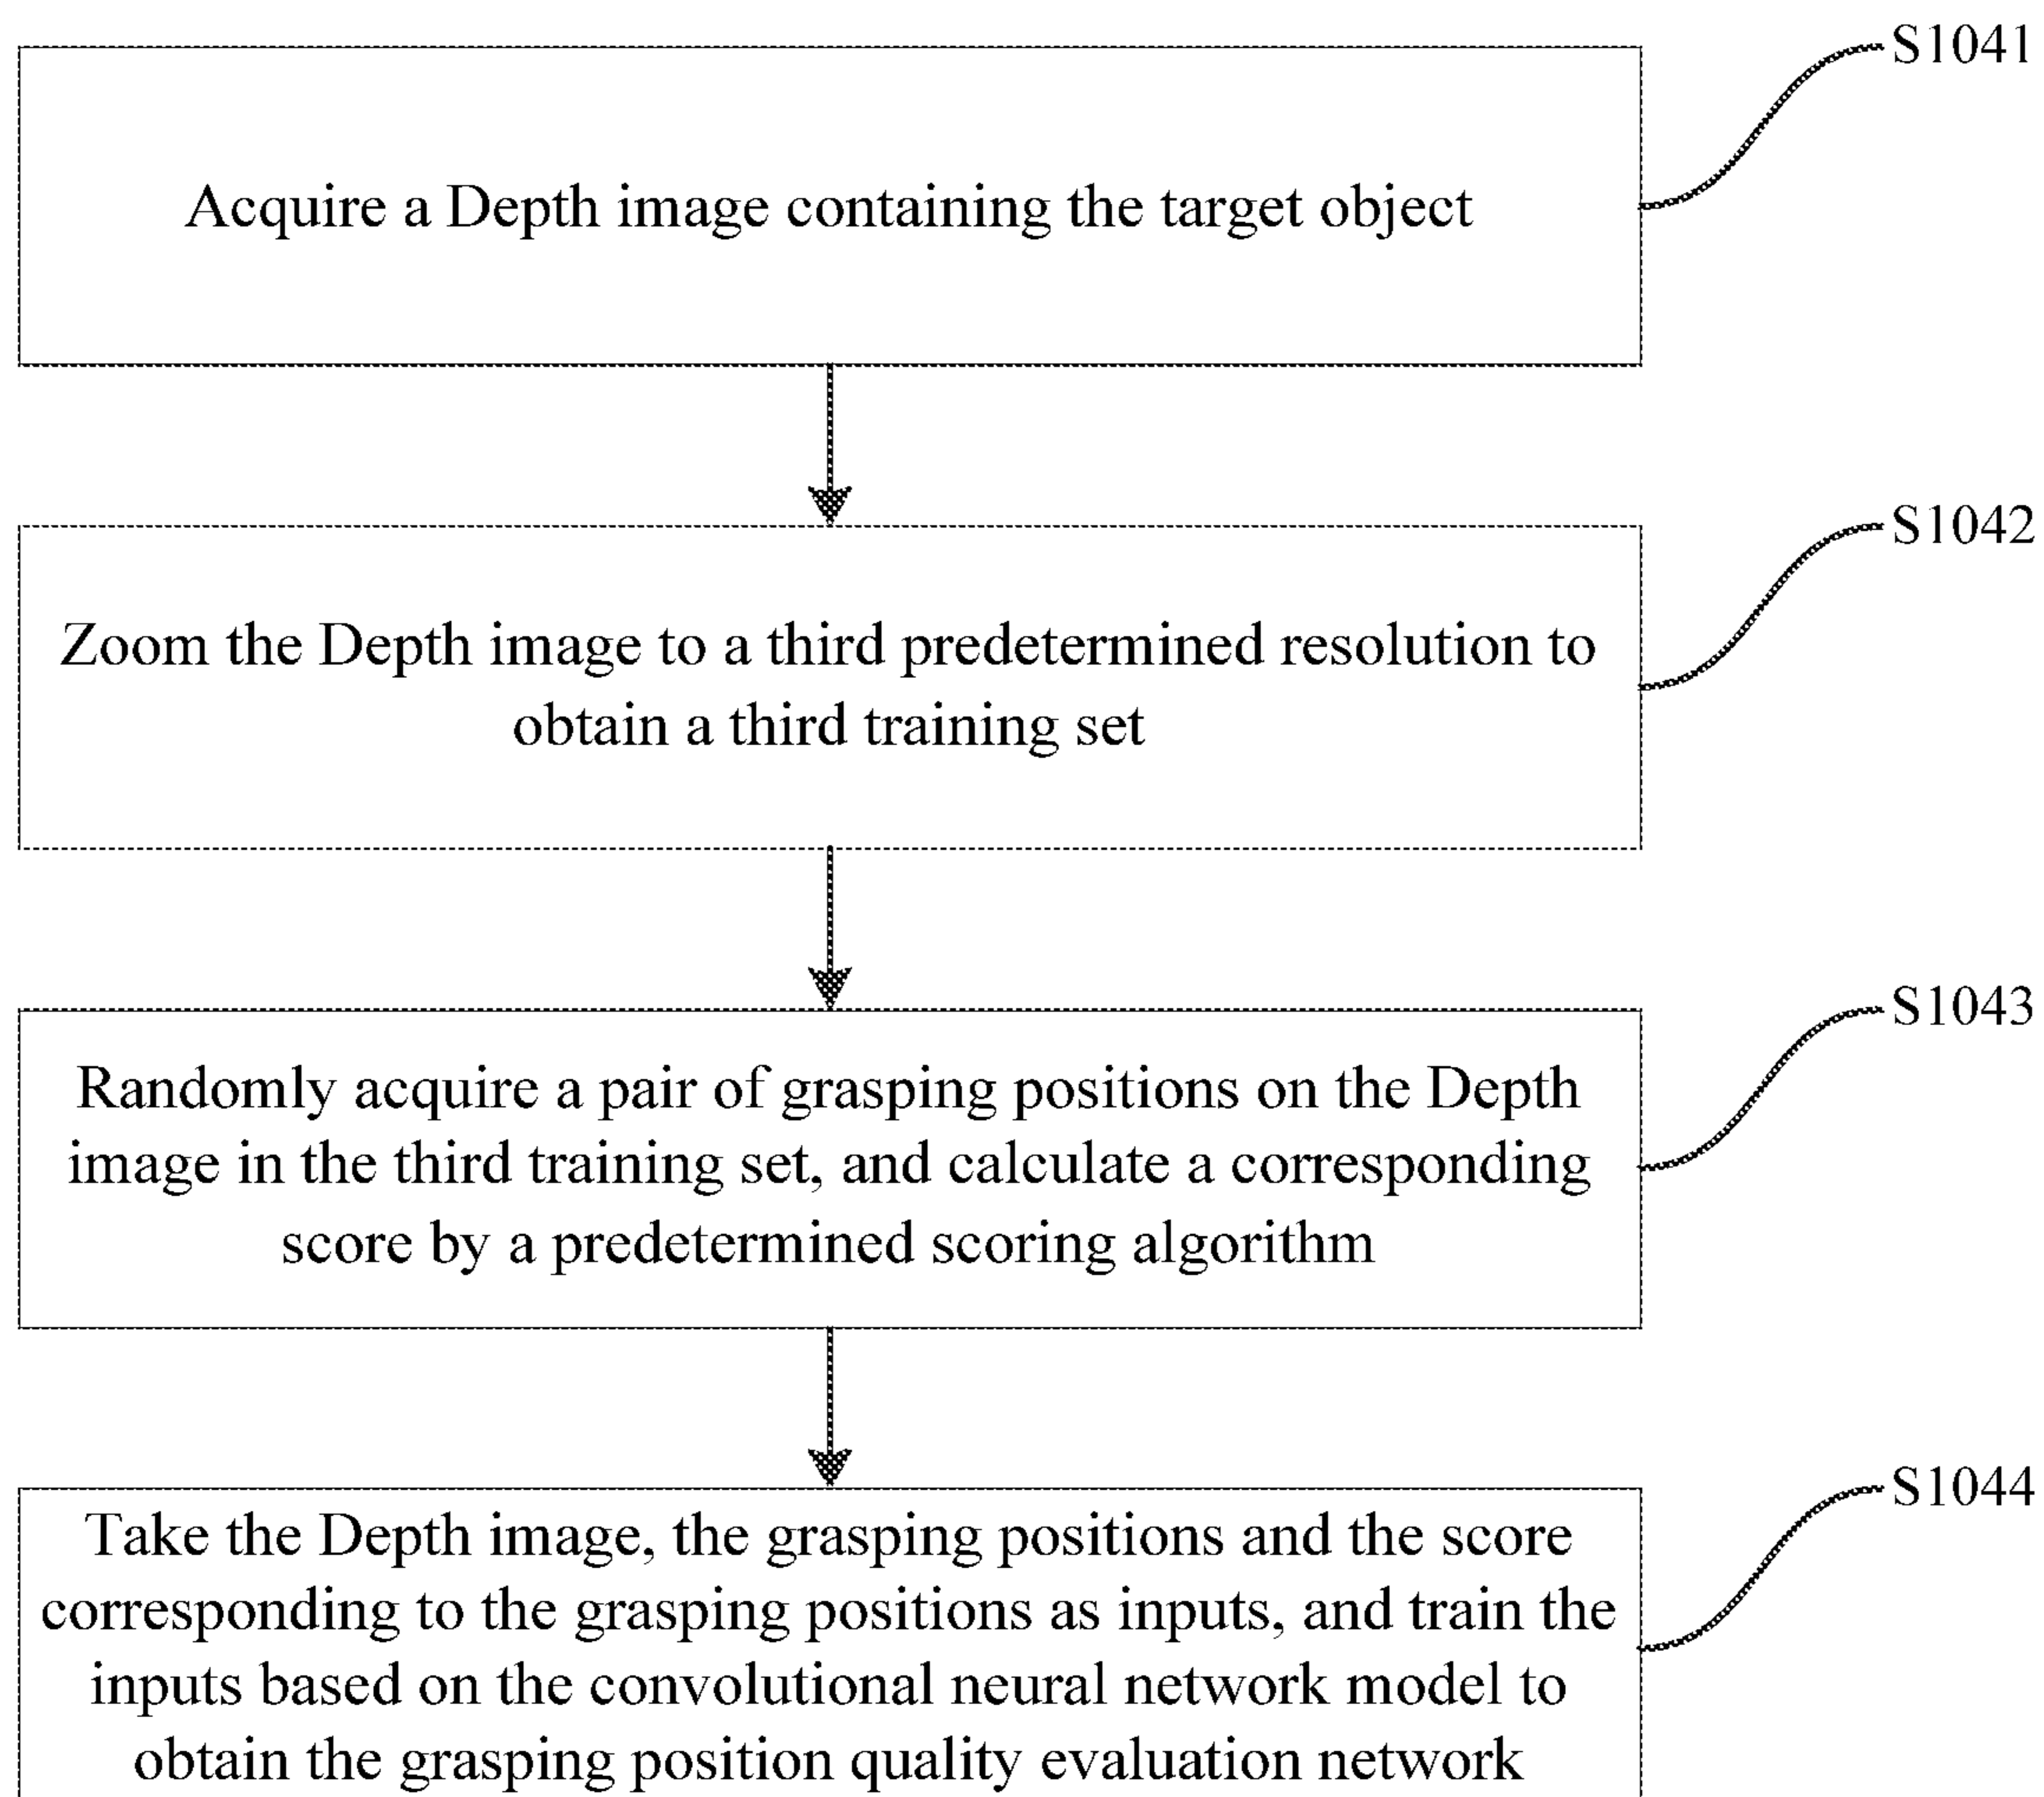 S1041
Acquire a Depth image containing the target object
S1042
Zoom the Depth image to a third predetermined resolution to
obtain a third training set
S1043
Randomly acquire a pair of grasping positions on the Depth
image in the third training set, and calculate a corresponding
score by a predetermined scoring algorithm
S1044
Take the Depth image, the grasping positions and the score
corresponding to the grasping positions as inputs, and train the
inputs based on the convolutional neural network model to
obtain the grasping position quality evaluation network